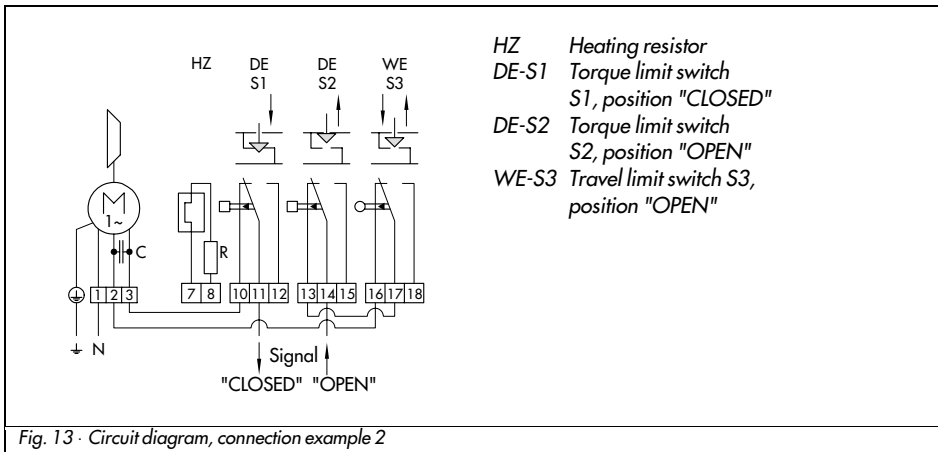 HZ DE DE WE
S1 S2 S3
M
1~
C
R
1 2 3 7 8 10 11 12 13 14 15 16 17 18
N
Signal
"CLOSED" "OPEN"
HZ Heating resistor
DE-S1 Torque limit switch
S1, position "CLOSED"
DE-S2 Torque limit switch
S2, position "OPEN"
WE-S3 Travel limit switch S3,
position "OPEN"
Fig. 13 · Circuit diagram, connection example 2